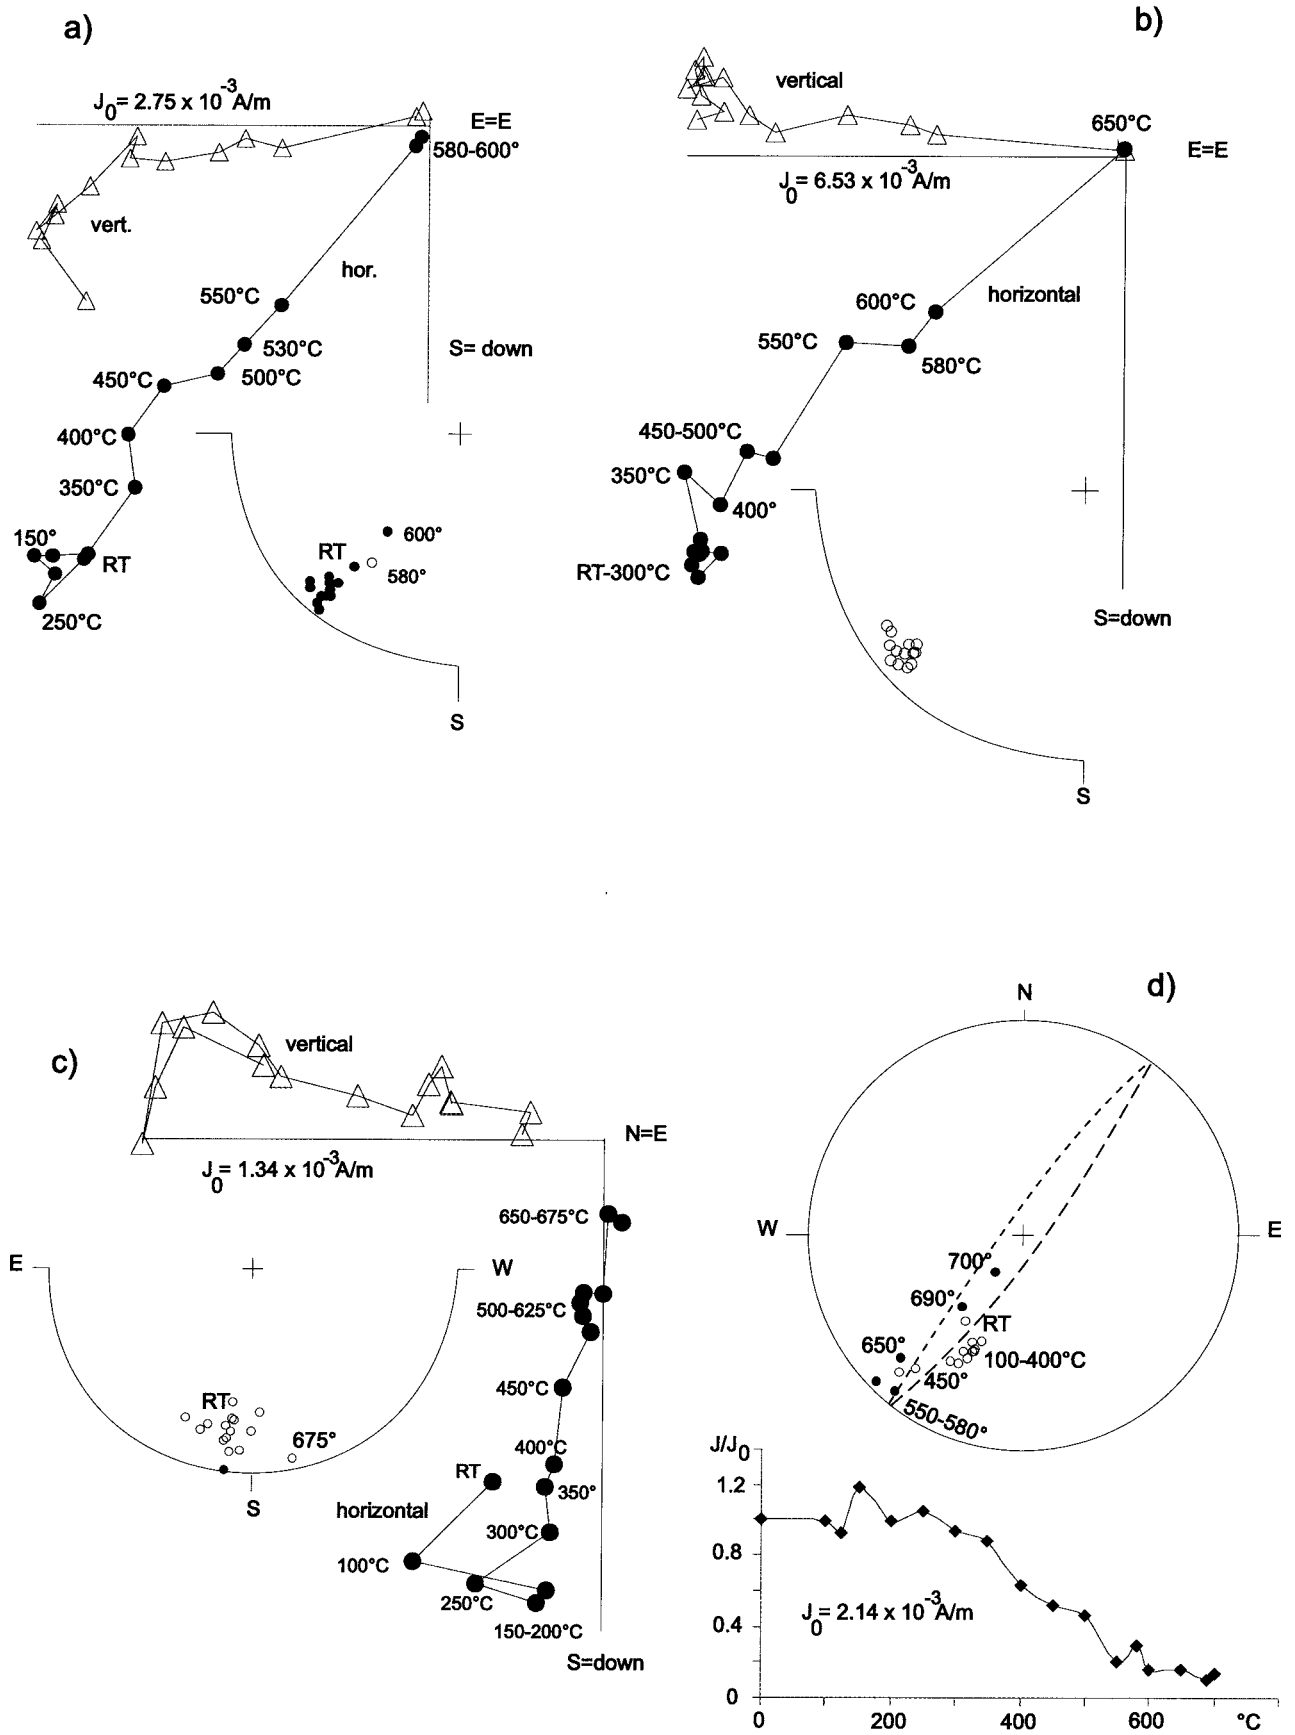 a)
J0= 2.75 x 10-3A/m
E=E
580-600°
vert.
hor.
550°C
530°C
S= down
450°C
500°C
400°C
350°C
150°
RT
250°C
RT
600°
580°
S
b)
vertical
650°C
E=E
J0= 6.53 x 10-3A/m
600°C
horizontal
550°C
580°C
450-500°C
350°C
400°
RT-300°C
S=down
S
c)
vertical
N=E
J0= 1.34 x 10-3A/m
650-675°C
E
W
500-625°C
450°C
RT
675°
400°C
RT
350°
S
horizontal
300°C
100°C
250°C
150-200°C
S=down
d)
N
W
E
700°
690°
RT
650°
100-400°C
450°
550-580°
J/J0
1.2
0.8
J0= 2.14 x 10-3A/m
0.4
0
0
200
400
600
°C